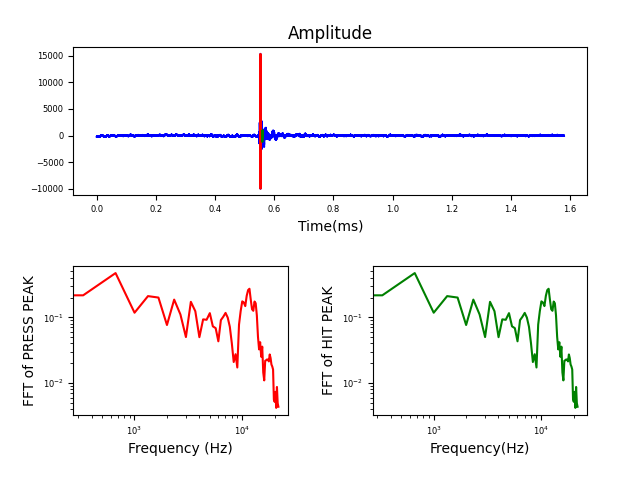 Amplitude
15000
10000
5000
0
−5000
−10000
0.0 0.2 0.4 0.6 0.8 1.0 1.2 1.4 1.6
Time(ms)
FFT of PRESS PEAK
10⁻¹
10⁻²
10³ 10⁴
Frequency (Hz)
FFT of HIT PEAK
10⁻¹
10⁻²
10³ 10⁴
Frequency(Hz)